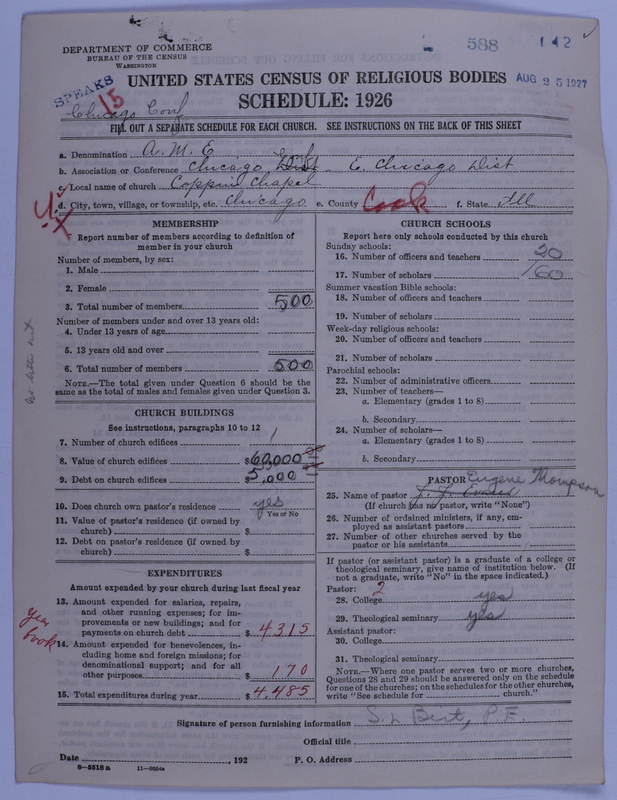 588
142
DEPARTMENT OF COMMERCE
BUREAU OF THE CENSUS
WASHINGTON
SPEAKS
15
UNITED STATES CENSUS OF RELIGIOUS BODIES
AUG 25 1927
SCHEDULE: 1926
Chicago Conf
FILL OUT A SEPARATE SCHEDULE FOR EACH CHURCH. SEE INSTRUCTIONS ON THE BACK OF THIS SHEET
a. Denomination A. M. E
b. Association or Conference Chicago Dist E. Chicago Dist
c. Local name of church Coppins Chapel
d. City, town, village, or township, etc. Chicago e. County Cook f. State Ill
MEMBERSHIP
Report number of members according to definition of
member in your church
Number of members, by sex:
1. Male
2. Female
3. Total number of members 500
Number of members under and over 13 years old:
4. Under 13 years of age
5. 13 years old and over
6. Total number of members 500
NOTE.—The total given under Question 6 should be the
same as the total of males and females given under Question 3.
CHURCH BUILDINGS
See instructions, paragraphs 10 to 12
7. Number of church edifices 1
8. Value of church edifices $60,000
9. Debt on church edifices $5,000
10. Does church own pastor's residence yes
Yes or No
11. Value of pastor's residence (if owned by
church) $
12. Debt on pastor's residence (if owned by
church) $
EXPENDITURES
Amount expended by your church during last fiscal year
year book
13. Amount expended for salaries, repairs,
and other running expenses; for im-
provements or new buildings; and for
payments on church debt $4315
14. Amount expended for benevolences, in-
cluding home and foreign missions; for
denominational support; and for all
other purposes $170
15. Total expenditures during year $4,485
CHURCH SCHOOLS
Report here only schools conducted by this church
Sunday schools:
16. Number of officers and teachers 20
17. Number of scholars 160
Summer vacation Bible schools:
18. Number of officers and teachers
19. Number of scholars
Week-day religious schools:
20. Number of officers and teachers
21. Number of scholars
Parochial schools:
22. Number of administrative officers
23. Number of teachers—
a. Elementary (grades 1 to 8)
b. Secondary
24. Number of scholars—
a. Elementary (grades 1 to 8)
b. Secondary
PASTOR Eugene Thompson
25. Name of pastor J. J. Evans
(If church has no pastor, write "None")
26. Number of ordained ministers, if any, em-
ployed as assistant pastors
27. Number of other churches served by the
pastor or his assistants
If pastor (or assistant pastor) is a graduate of a college or
theological seminary, give name of institution below. (If
not a graduate, write "No" in the space indicated.)
Pastor: 2
28. College yes
29. Theological seminary yes
Assistant pastor:
30. College
31. Theological seminary
NOTE.—Where one pastor serves two or more churches,
Questions 28 and 29 should be answered only on the schedule
for one of the churches; on the schedules for the other churches,
write "See schedule for church."
Signature of person furnishing information S. L. Birt, P. E
Official title
Date , 192 P. O. Address
8—5518a 11—9664a